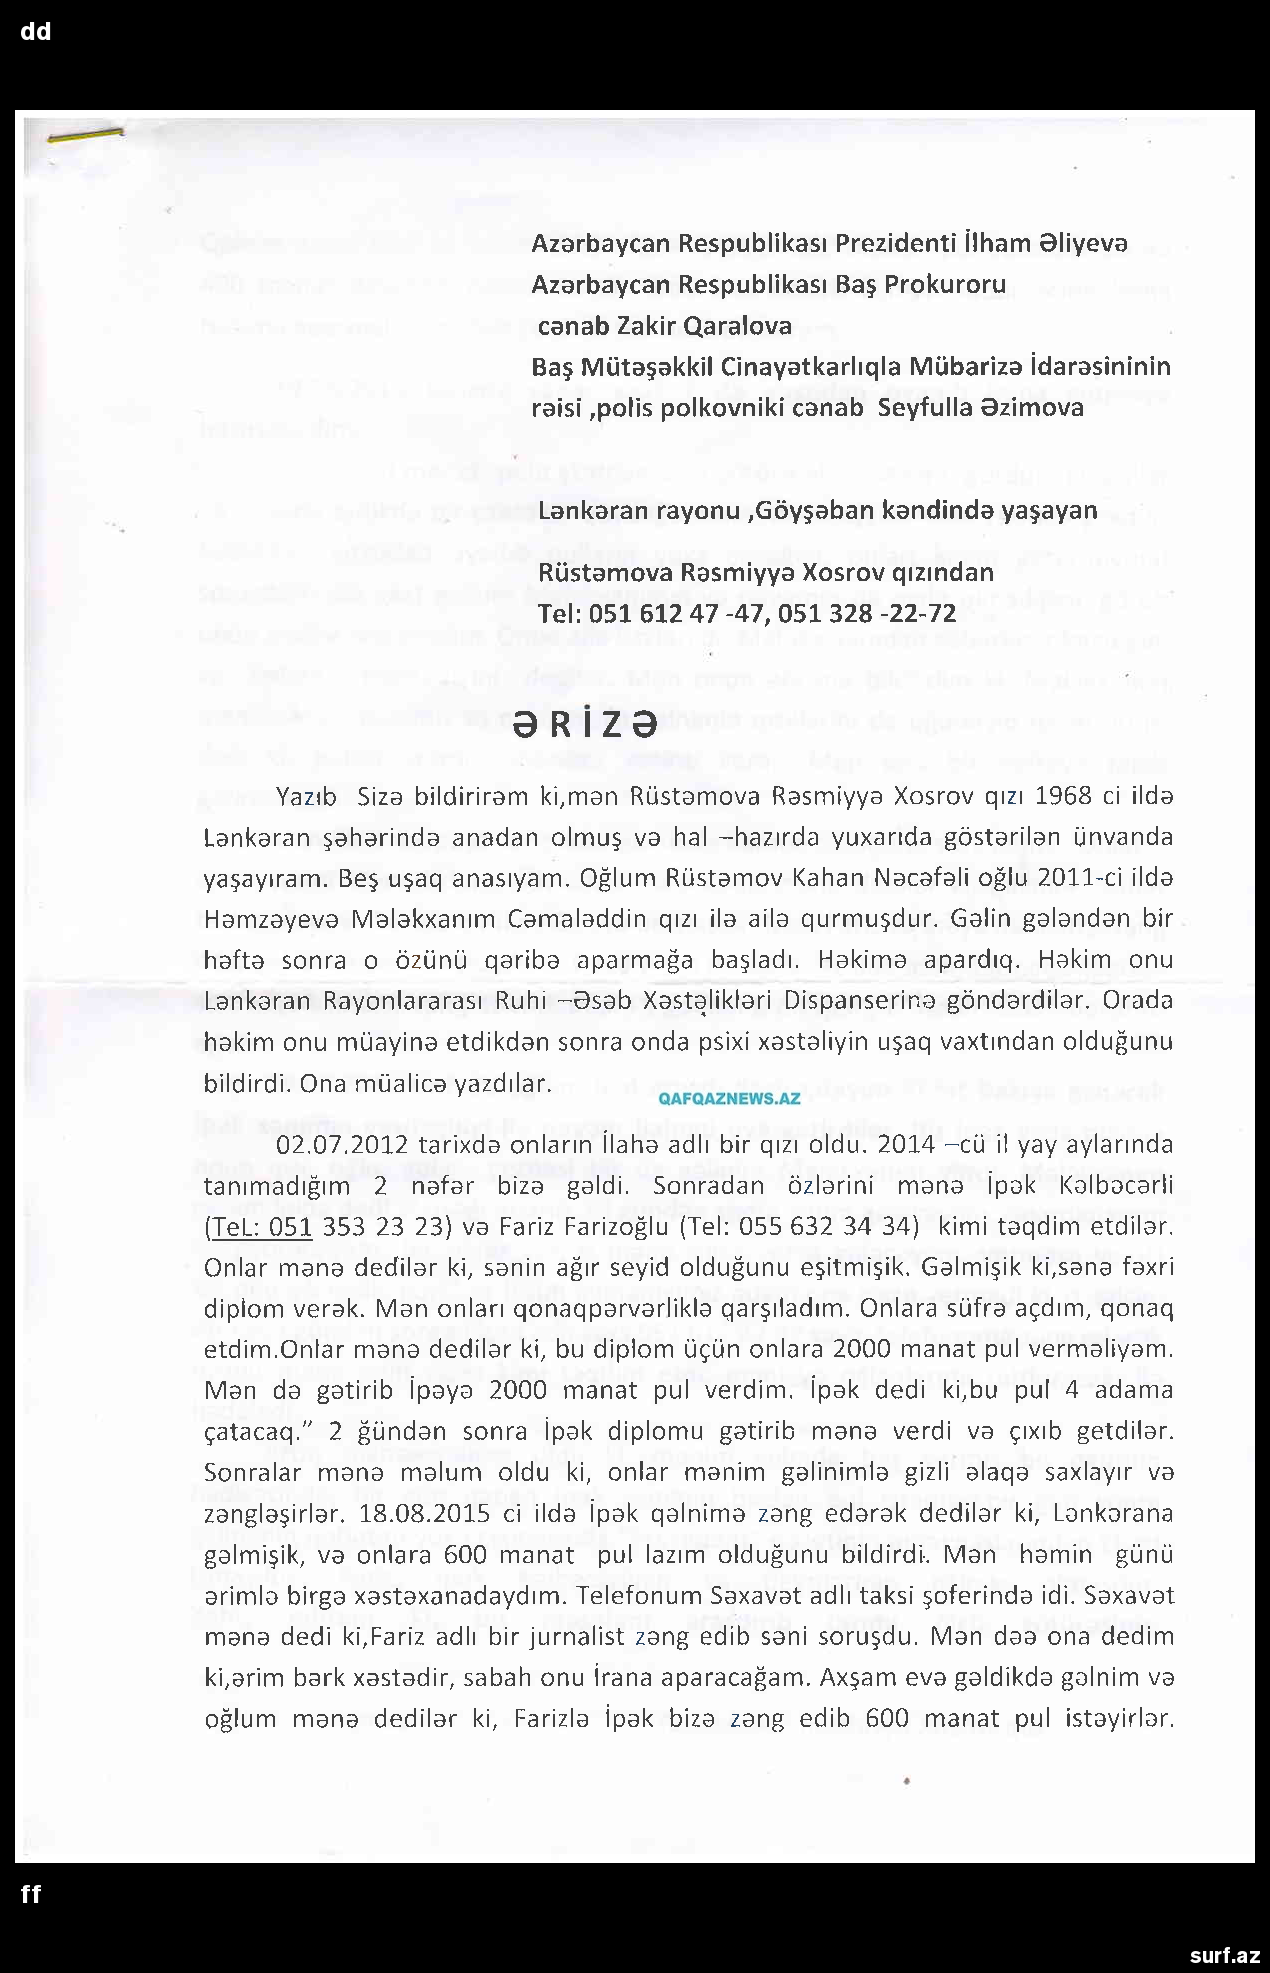 dd
Azərbaycan Respublikası Prezidenti İlham Əliyevə
Azərbaycan Respublikası Baş Prokuroru
cənab Zakir Qaralova
Baş Mütəşəkkil Cinayətkarlıqla Mübarizə İdarəsininin
rəisi ,polis polkovniki cənab Seyfulla Əzimova
Lənkəran rayonu ,Göyşəban kəndində yaşayan
Rüstəmova Rəsmiyyə Xosrov qızından
Tel: 051 612 47 -47, 051 328 -22-72
ƏRİZƏ
Yazıb Sizə bildirirəm ki,mən Rüstəmova Rəsmiyyə Xosrov qızı 1968 ci ildə
Lənkəran şəhərində anadan olmuş və hal –hazırda yuxarıda göstərilən ünvanda
yaşayıram. Beş uşaq anasıyam. Oğlum Rüstəmov Kahan Nəcəfəli oğlu 2011-ci ildə
Həmzəyevə Mələkxanım Cəmaləddin qızı ilə ailə qurmuşdur. Gəlin gələndən bir
həftə sonra o özünü qəribə aparmağa başladı. Həkimə apardıq. Həkim onu
Lənkəran Rayonlararası Ruhi –Əsəb Xəstəlikləri Dispanserinə göndərdilər. Orada
həkim onu müayinə etdikdən sonra onda psixi xəstəliyin uşaq vaxtından olduğunu
bildirdi. Ona müalicə yazdılar.
QAFQAZNEWS.AZ
02.07.2012 tarixdə onların İlahə adlı bir qızı oldu. 2014 –cü il yay aylarında
tanımadığım 2 nəfər bizə gəldi. Sonradan özlərini mənə İpək Kəlbəcərli
(TeL: 051 353 23 23) və Fariz Farizoğlu (Tel: 055 632 34 34) kimi təqdim etdilər.
Onlar mənə dedilər ki, sənin ağır seyid olduğunu eşitmişik. Gəlmişik ki,sənə fəxri
diplom verək. Mən onları qonaqpərvərliklə qarşıladım. Onlara süfrə açdım, qonaq
etdim.Onlar mənə dedilər ki, bu diplom üçün onlara 2000 manat pul verməliyəm.
Mən də gətirib İpəyə 2000 manat pul verdim. İpək dedi ki,bu pul 4 adama
çatacaq." 2 ğündən sonra İpək diplomu gətirib mənə verdi və çıxıb getdilər.
Sonralar mənə məlum oldu ki, onlar mənim gəlinimlə gizli əlaqə saxlayır və
zəngləşirlər. 18.08.2015 ci ildə İpək qəlnimə zəng edərək dedilər ki, Lənkərana
gəlmişik, və onlara 600 manat pul lazım olduğunu bildirdi. Mən həmin günü
ərimlə birgə xəstəxanadaydım. Telefonum Səxavət adlı taksi şoferində idi. Səxavət
mənə dedi ki,Fariz adlı bir jurnalist zəng edib səni soruşdu. Mən dəə ona dedim
ki,ərim bərk xəstədir, sabah onu İrana aparacağam. Axşam evə gəldikdə gəlnim və
oğlum mənə dedilər ki, Farizlə İpək bizə zəng edib 600 manat pul istəyirlər.
ff
surf.az